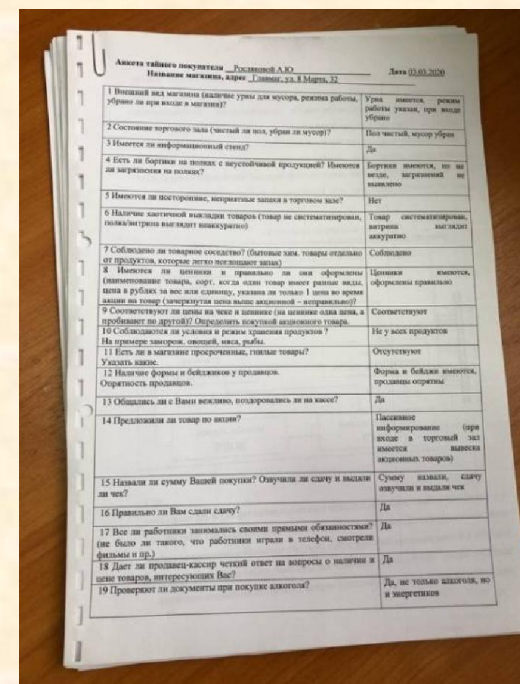 Анкета тайного покупателя Росляковой А.Ю
Дата 03.03.2020
Название магазина, адрес Главмаг, ул. 8 Марта, 32
1 Внешний вид магазина (наличие урны для мусора, режима работы,
убрано ли при входе в магазин)?
Урна имеется, режим
работы указан, при входе
убрано
2 Состояние торгового зала (чистый ли пол, убран ли мусор)?
Пол чистый, мусор убран
3 Имеется ли информационный стенд?
Да
4 Есть ли бортики на полках с неустойчивой продукцией? Имеются
ли загрязнения на полках?
Бортики имеются, но не
везде, загрязнений не
выявлено
5 Имеются ли посторонние, неприятные запахи в торговом зале?
Нет
6 Наличие хаотичной выкладки товаров (товар не систематизирован,
полка/витрина выглядит неаккуратно)
Товар систематизирован,
витрина выглядит
аккуратно
7 Соблюдено ли товарное соседство? (бытовые хим. товары отдельно
от продуктов, которые легко поглощают запах)
Соблюдено
8 Имеются ли ценники и правильно ли они оформлены
(наименование товара, сорт, когда один товар имеет разные виды,
цена в рублях за вес или единицу, указана ли только 1 цена во время
акции на товар (зачеркнутая цена выше акционной – неправильно)?
Ценники имеются,
оформлены правильно
9 Соответствуют ли цены на чеке и ценнике (на ценнике одна цена, а
пробивают по другой)? Определить покупкой акционного товара.
Соответствуют
10 Соблюдаются ли условия и режим хранения продуктов ?
На примере заморозок, овощей, мяса, рыбы.
Не у всех продуктов
11 Есть ли в магазине просроченные, гнилые товары?
Указать какие.
Отсутствуют
12 Наличие формы и бейджиков у продавцов.
Опрятность продавцов.
Форма и бейджи имеются,
продавцы опрятны
13 Общались ли с Вами вежливо, поздоровались ли на кассе?
Да
14 Предложили ли товар по акции?
Пассивное
информирование (при
входе в торговый зал
имеется вывеска
акционных товаров)
15 Назвали ли сумму Вашей покупки? Озвучили ли сдачу и выдали
ли чек?
Сумму назвали, сдачу
озвучили и выдали чек
16 Правильно ли Вам сдали сдачу?
Да
17 Все ли работники занимались своими прямыми обязанностями?
(не было ли такого, что работники играли в телефон, смотрели
фильмы и пр.)
Да
18 Дает ли продавец-кассир четкий ответ на вопросы о наличии и
цене товаров, интересующих Вас?
Да
19 Проверяют ли документы при покупке алкоголя?
Да, не только алкоголя, но
и энергетиков